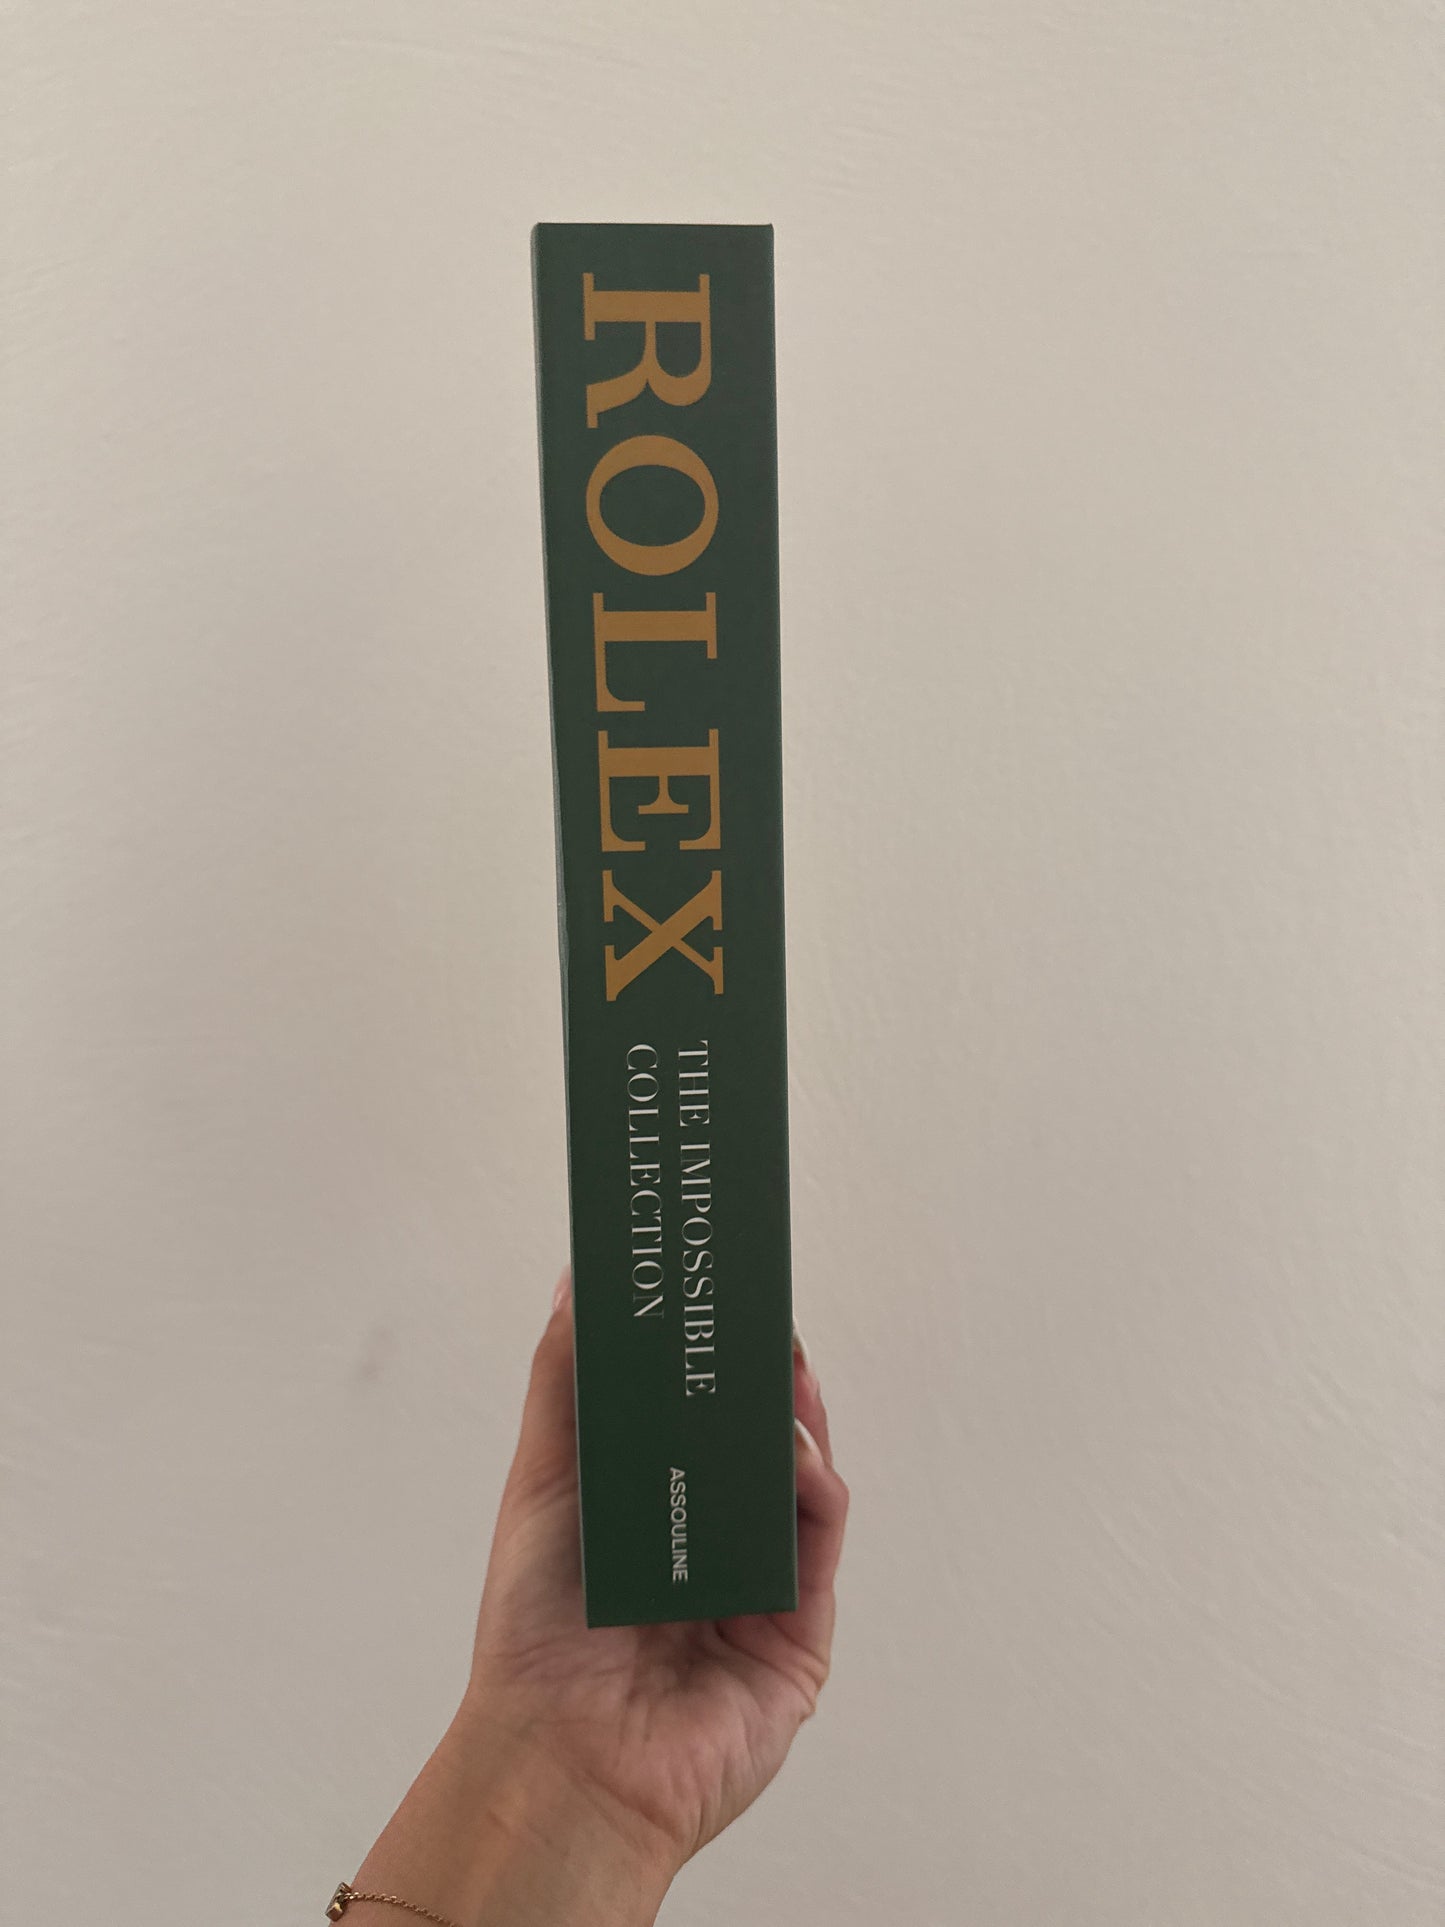 ROLEX
THE IMPOSSIBLE
COLLECTION
ASSOULINE